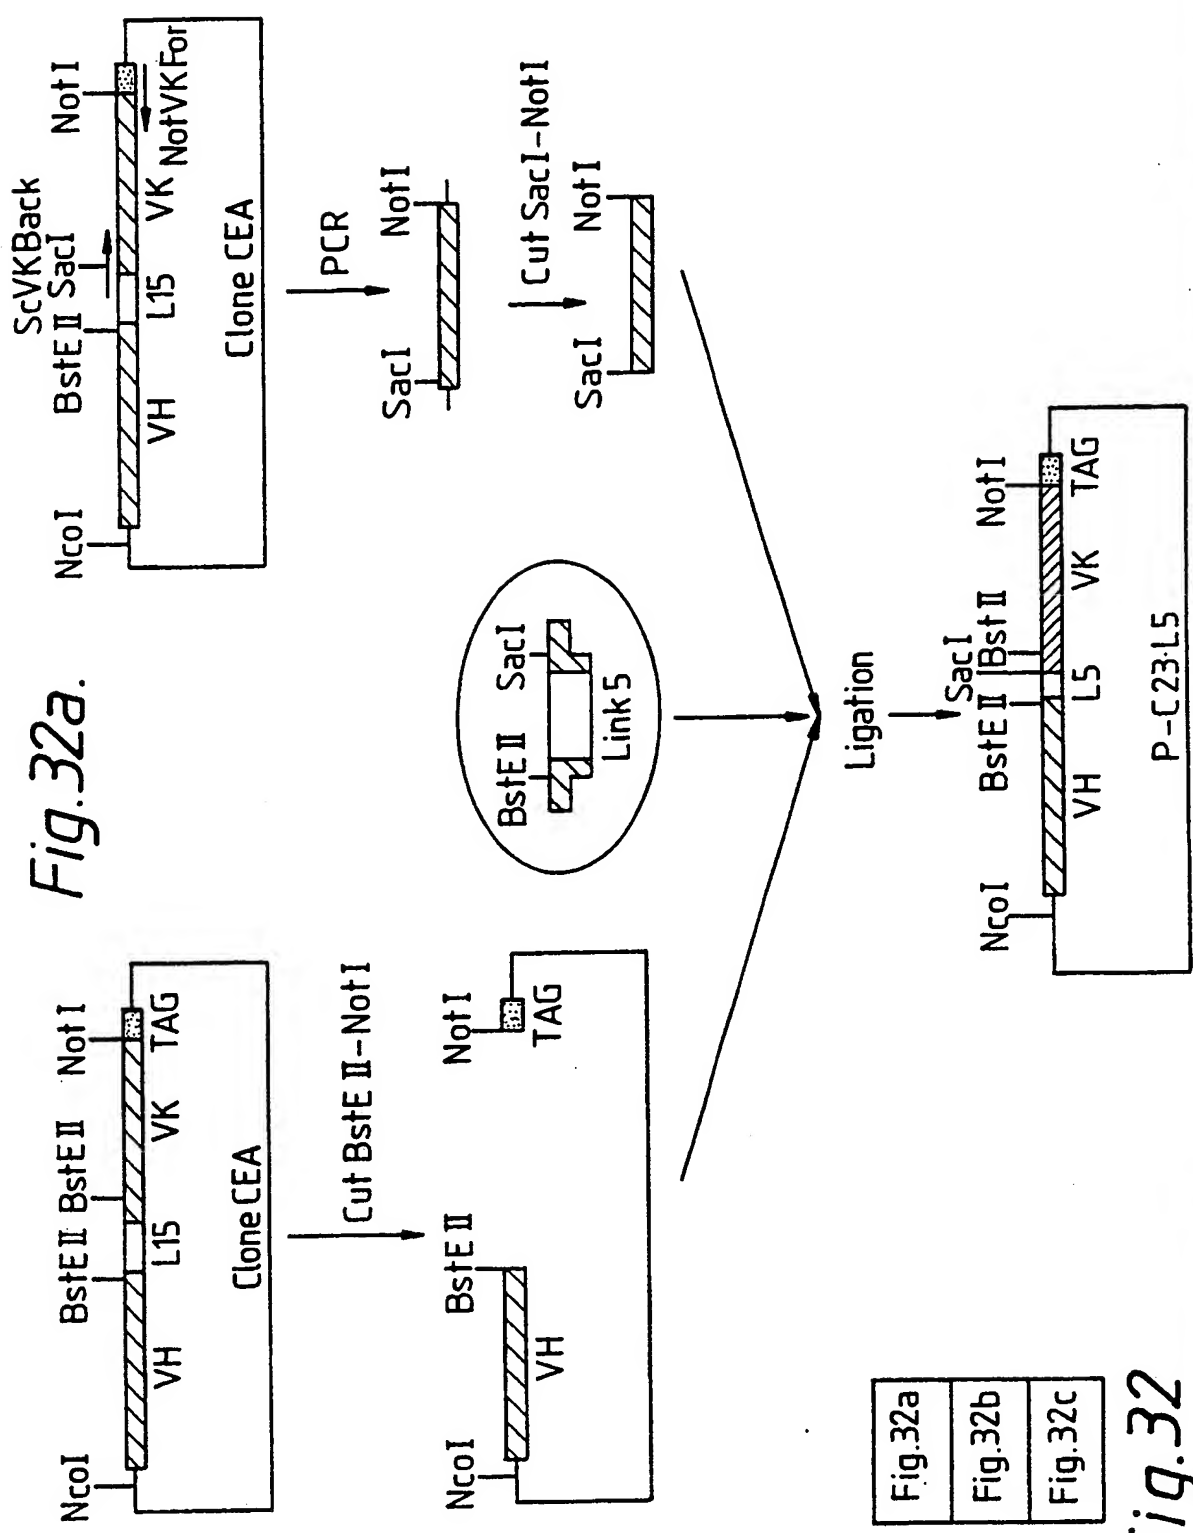 Fig.32a.
NcoI
BstE II
BstE II
NotI
VH
L15
VK
TAG
Clone CEA
Cut BstE II-NotI
NcoI
BstE II
NotI
VH
TAG
NcoI
BstE II
ScVKBack
SacI
NotI
VH
L15
VK
NotVKFor
Clone CEA
PCR
SacI
NotI
Cut SacI-NotI
SacI
NotI
BstE II
SacI
Link 5
Ligation
NcoI
BstE II
SacI
Bst II
NotI
VH
L5
VK
TAG
P-C23·L5
Fig.32a
Fig.32b
Fig.32c
Fig.32